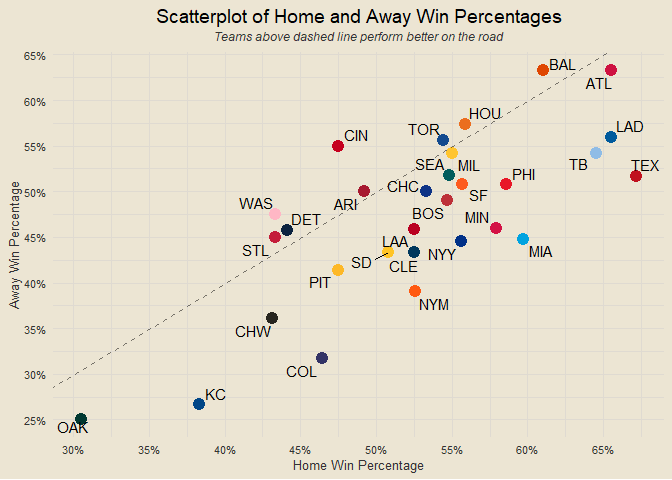 Scatterplot of Home and Away Win Percentages
Teams above dashed line perform better on the road
65%
60%
55%
50%
45%
40%
35%
30%
25%
Away Win Percentage
BAL
ATL
HOU
TOR
LAD
CIN
SEA
MIL
TB
TEX
CHC
SF
PHI
ARI
BOS
WAS
DET
MIN
STL
LAA
NYY
MIA
SD
CLE
PIT
NYM
CHW
COL
KC
OAK
30%
35%
40%
45%
50%
55%
60%
65%
Home Win Percentage